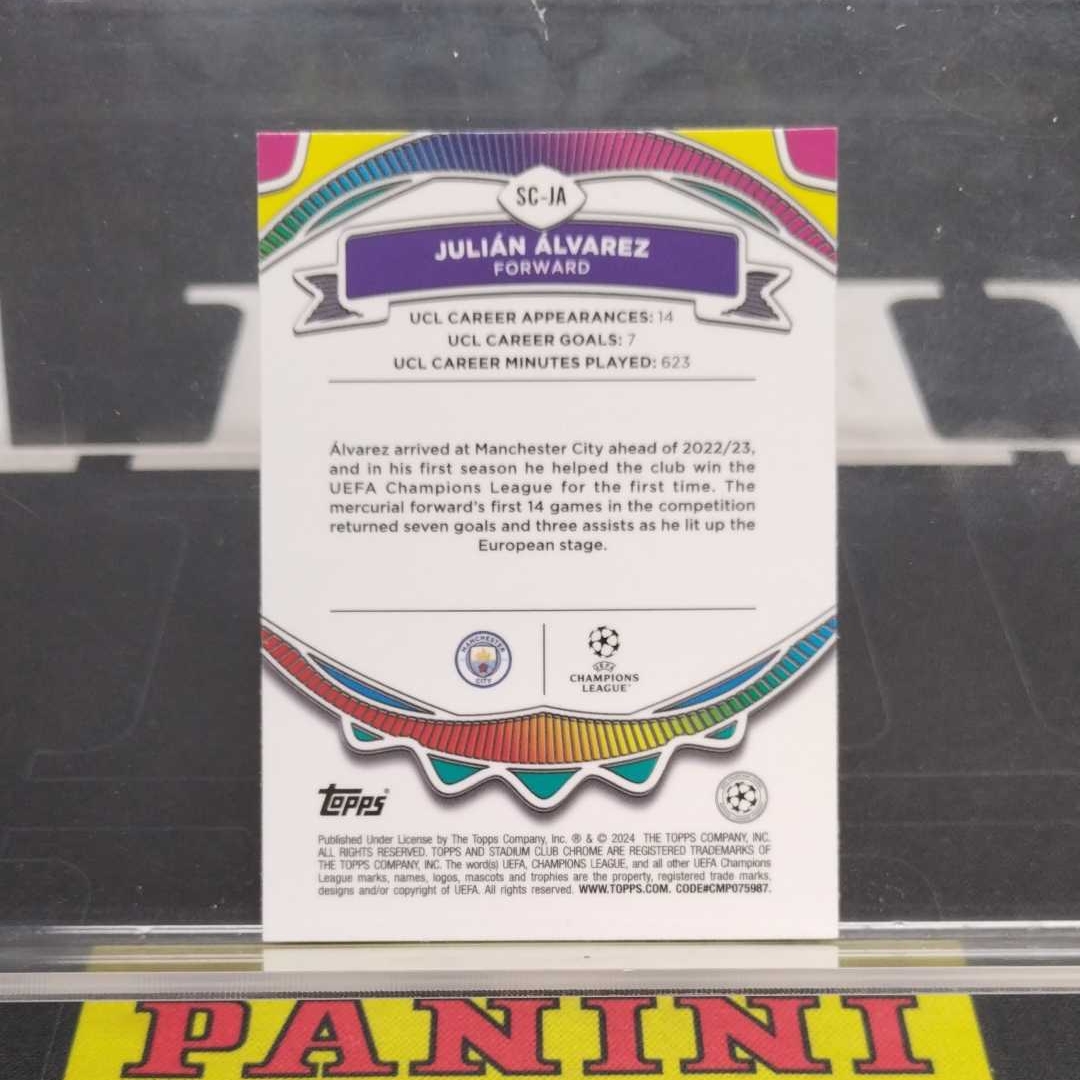 SC-JA
JULIÁN ÁLVAREZ
FORWARD
UCL CAREER APPEARANCES: 14
UCL CAREER GOALS: 7
UCL CAREER MINUTES PLAYED: 623
Álvarez arrived at Manchester City ahead of 2022/23,
and in his first season he helped the club win the
UEFA Champions League for the first time. The
mercurial forward's first 14 games in the competition
returned seven goals and three assists as he lit up the
European stage.
MANCHESTER
CITY
UEFA
CHAMPIONS
LEAGUE
TOPPS®
Published Under License by The Topps Company, Inc. ® & © 2024 THE TOPPS COMPANY, INC.
ALL RIGHTS RESERVED. TOPPS AND STADIUM CLUB CHROME ARE REGISTERED TRADEMARKS OF
THE TOPPS COMPANY, INC. The word(s) UEFA, CHAMPIONS LEAGUE, and all other UEFA Champions
League marks, names, logos, mascots and trophies are the property, registered trade marks,
designs and/or copyright of UEFA. All rights reserved. WWW.TOPPS.COM. CODE#CMP075987.
PANINI